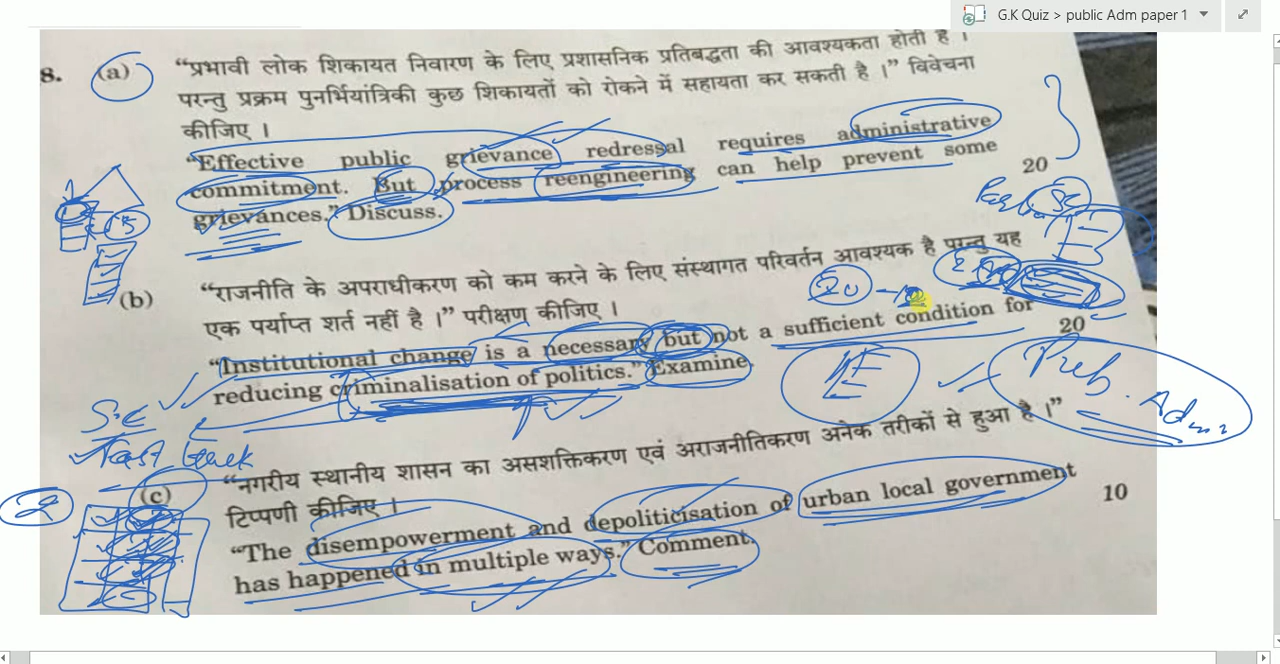 G.K Quiz > public Adm paper 1
8. (a) “प्रभावी लोक शिकायत निवारण के लिए प्रशासनिक प्रतिबद्धता की आवश्यकता होती है ।
परन्तु प्रक्रम पुनर्भियांत्रिकी कुछ शिकायतों को रोकने में सहायता कर सकती है ।” विवेचना
कीजिए ।
“Effective public grievance redressal requires administrative
commitment. But process reengineering can help prevent some
grievances.” Discuss. 20
(b) “राजनीति के अपराधीकरण को कम करने के लिए संस्थागत परिवर्तन आवश्यक है परन्तु यह
एक पर्याप्त शर्त नहीं है ।” परीक्षण कीजिए ।
“Institutional change is a necessary but not a sufficient condition for
reducing criminalisation of politics.” Examine. 20
20
Pub. Adm
S.C
Fast
(c) “नगरीय स्थानीय शासन का असशक्तिकरण एवं अराजनीतिकरण अनेक तरीकों से हुआ है ।”
टिप्पणी कीजिए ।
“The disempowerment and depoliticisation of urban local government
has happened in multiple ways.” Comment. 10